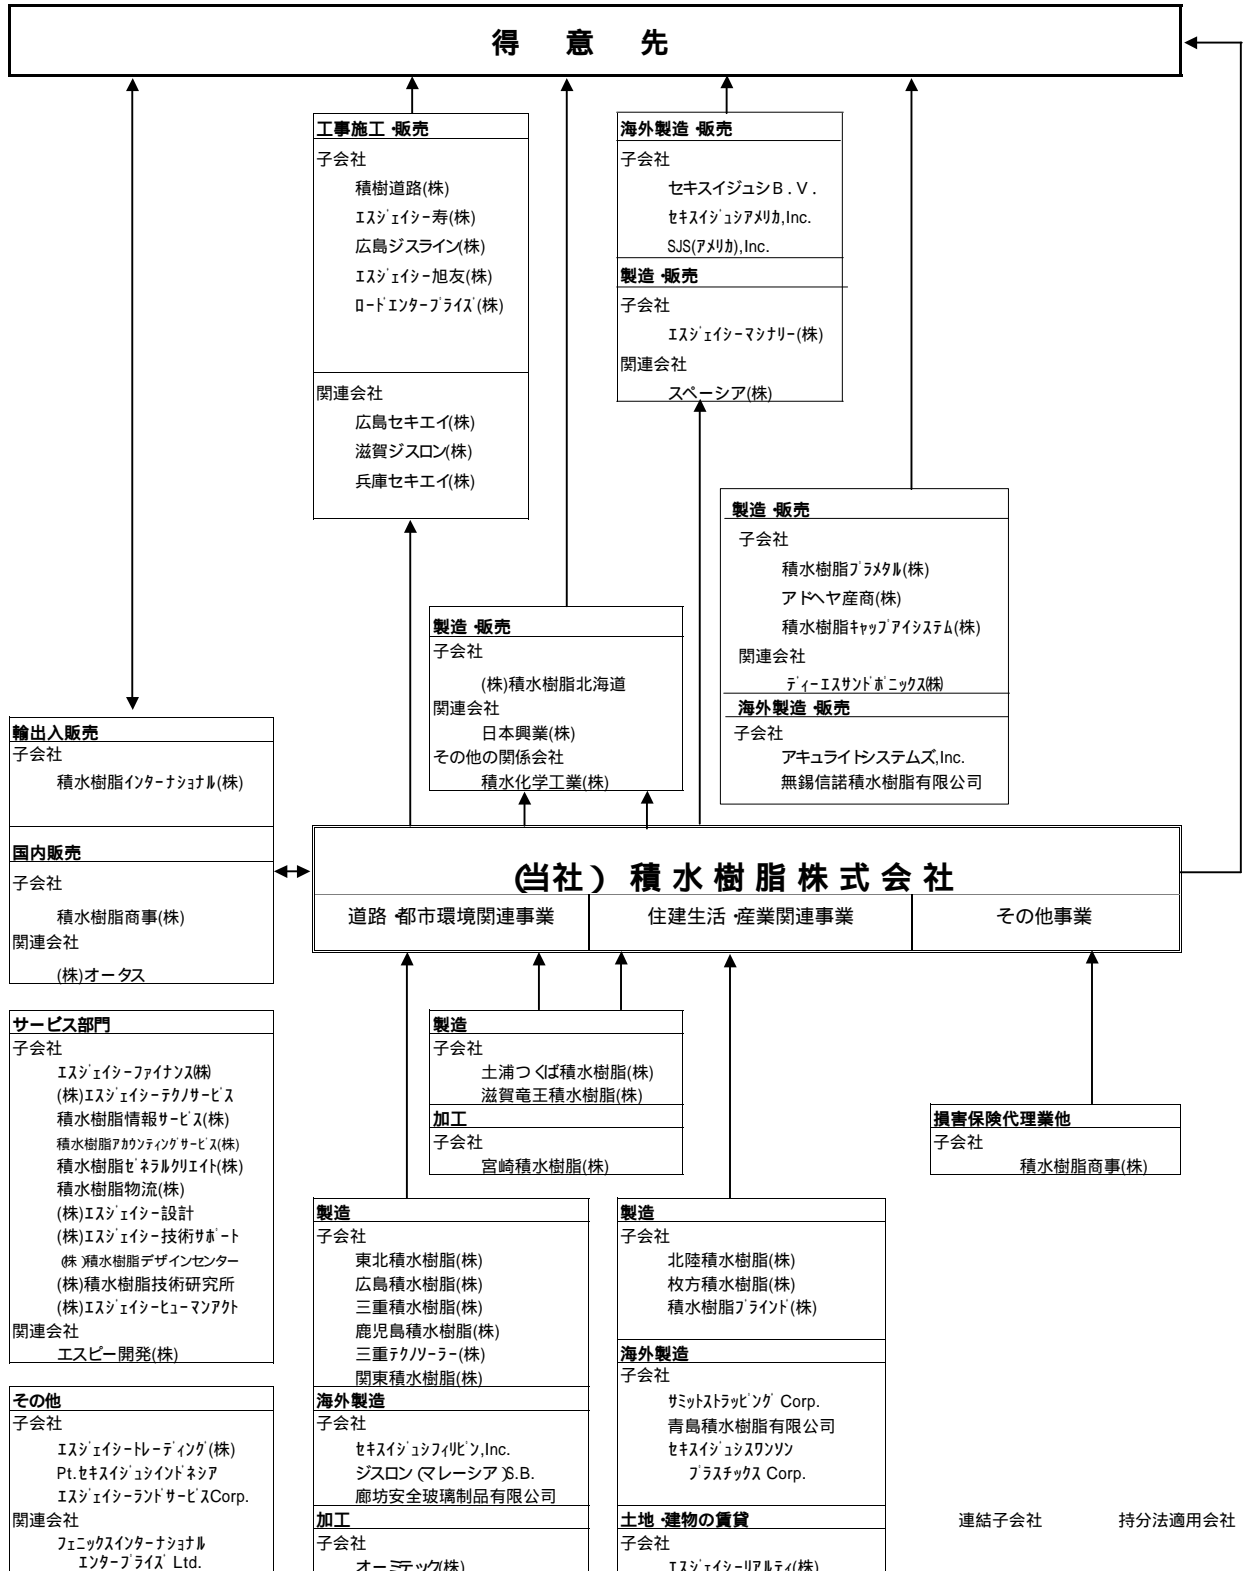 得意先
工事施工・販売
子会社
積樹道路(株)
エスジェイシー寿(株)
広島ジスライン(株)
エスジェイシー旭友(株)
ロードエンタープライズ(株)
関連会社
広島セキエイ(株)
滋賀ジスロン(株)
兵庫セキエイ(株)
海外製造・販売
子会社
セキスイジュシB.V.
セキスイジュシアメリカ,Inc.
SJS(アメリカ),Inc.
製造・販売
子会社
エスジェイシーマシナリー(株)
関連会社
スペーシア(株)
製造・販売
子会社
積水樹脂プラメタル(株)
アドヘヤ産商(株)
積水樹脂キャップアイシステム(株)
関連会社
ディーエスサンドボニックス(株)
海外製造・販売
子会社
アキュライトシステムズ,Inc.
無錫信諾積水樹脂有限公司
製造・販売
子会社
(株)積水樹脂北海道
関連会社
日本興業(株)
その他の関係会社
積水化学工業(株)
輸出入販売
子会社
積水樹脂インターナショナル(株)
国内販売
子会社
積水樹脂商事(株)
関連会社
(株)オータス
(当社)積水樹脂株式会社
道路・都市環境関連事業
住建生活・産業関連事業
その他事業
サービス部門
子会社
エスジェイシーファイナンス(株)
(株)エスジェイシーテクノサービス
積水樹脂情報サービス(株)
積水樹脂アカウンティングサービス(株)
積水樹脂ゼネラルクリエイト(株)
積水樹脂物流(株)
(株)エスジェイシー設計
(株)エスジェイシー技術サポート
(株)積水樹脂デザインセンター
(株)積水樹脂技術研究所
(株)エスジェイシーヒューマンアクト
関連会社
エスピー開発(株)
その他
子会社
エスジェイシートレーディング(株)
Pt.セキスイジュシインドネシア
エスジェイシーランドサービスCorp.
関連会社
フェニックスインターナショナル
エンタープライズ Ltd.
製造
子会社
土浦つくば積水樹脂(株)
滋賀竜王積水樹脂(株)
加工
子会社
宮崎積水樹脂(株)
損害保険代理業他
子会社
積水樹脂商事(株)
製造
子会社
東北積水樹脂(株)
広島積水樹脂(株)
三重積水樹脂(株)
鹿児島積水樹脂(株)
三重テクノソーラー(株)
関東積水樹脂(株)
海外製造
子会社
セキスイジュシフィリピン,Inc.
ジスロン(マレーシア)S.B.
廊坊安全玻璃制品有限公司
加工
子会社
オーミテック(株)
製造
子会社
北陸積水樹脂(株)
枚方積水樹脂(株)
積水樹脂ブラインド(株)
海外製造
子会社
サミットストラッピング Corp.
青島積水樹脂有限公司
セキスイジュシスワンソン
プラスチックス Corp.
土地・建物の賃貸
子会社
エスジェイシーリアルティ(株)
連結子会社
持分法適用会社